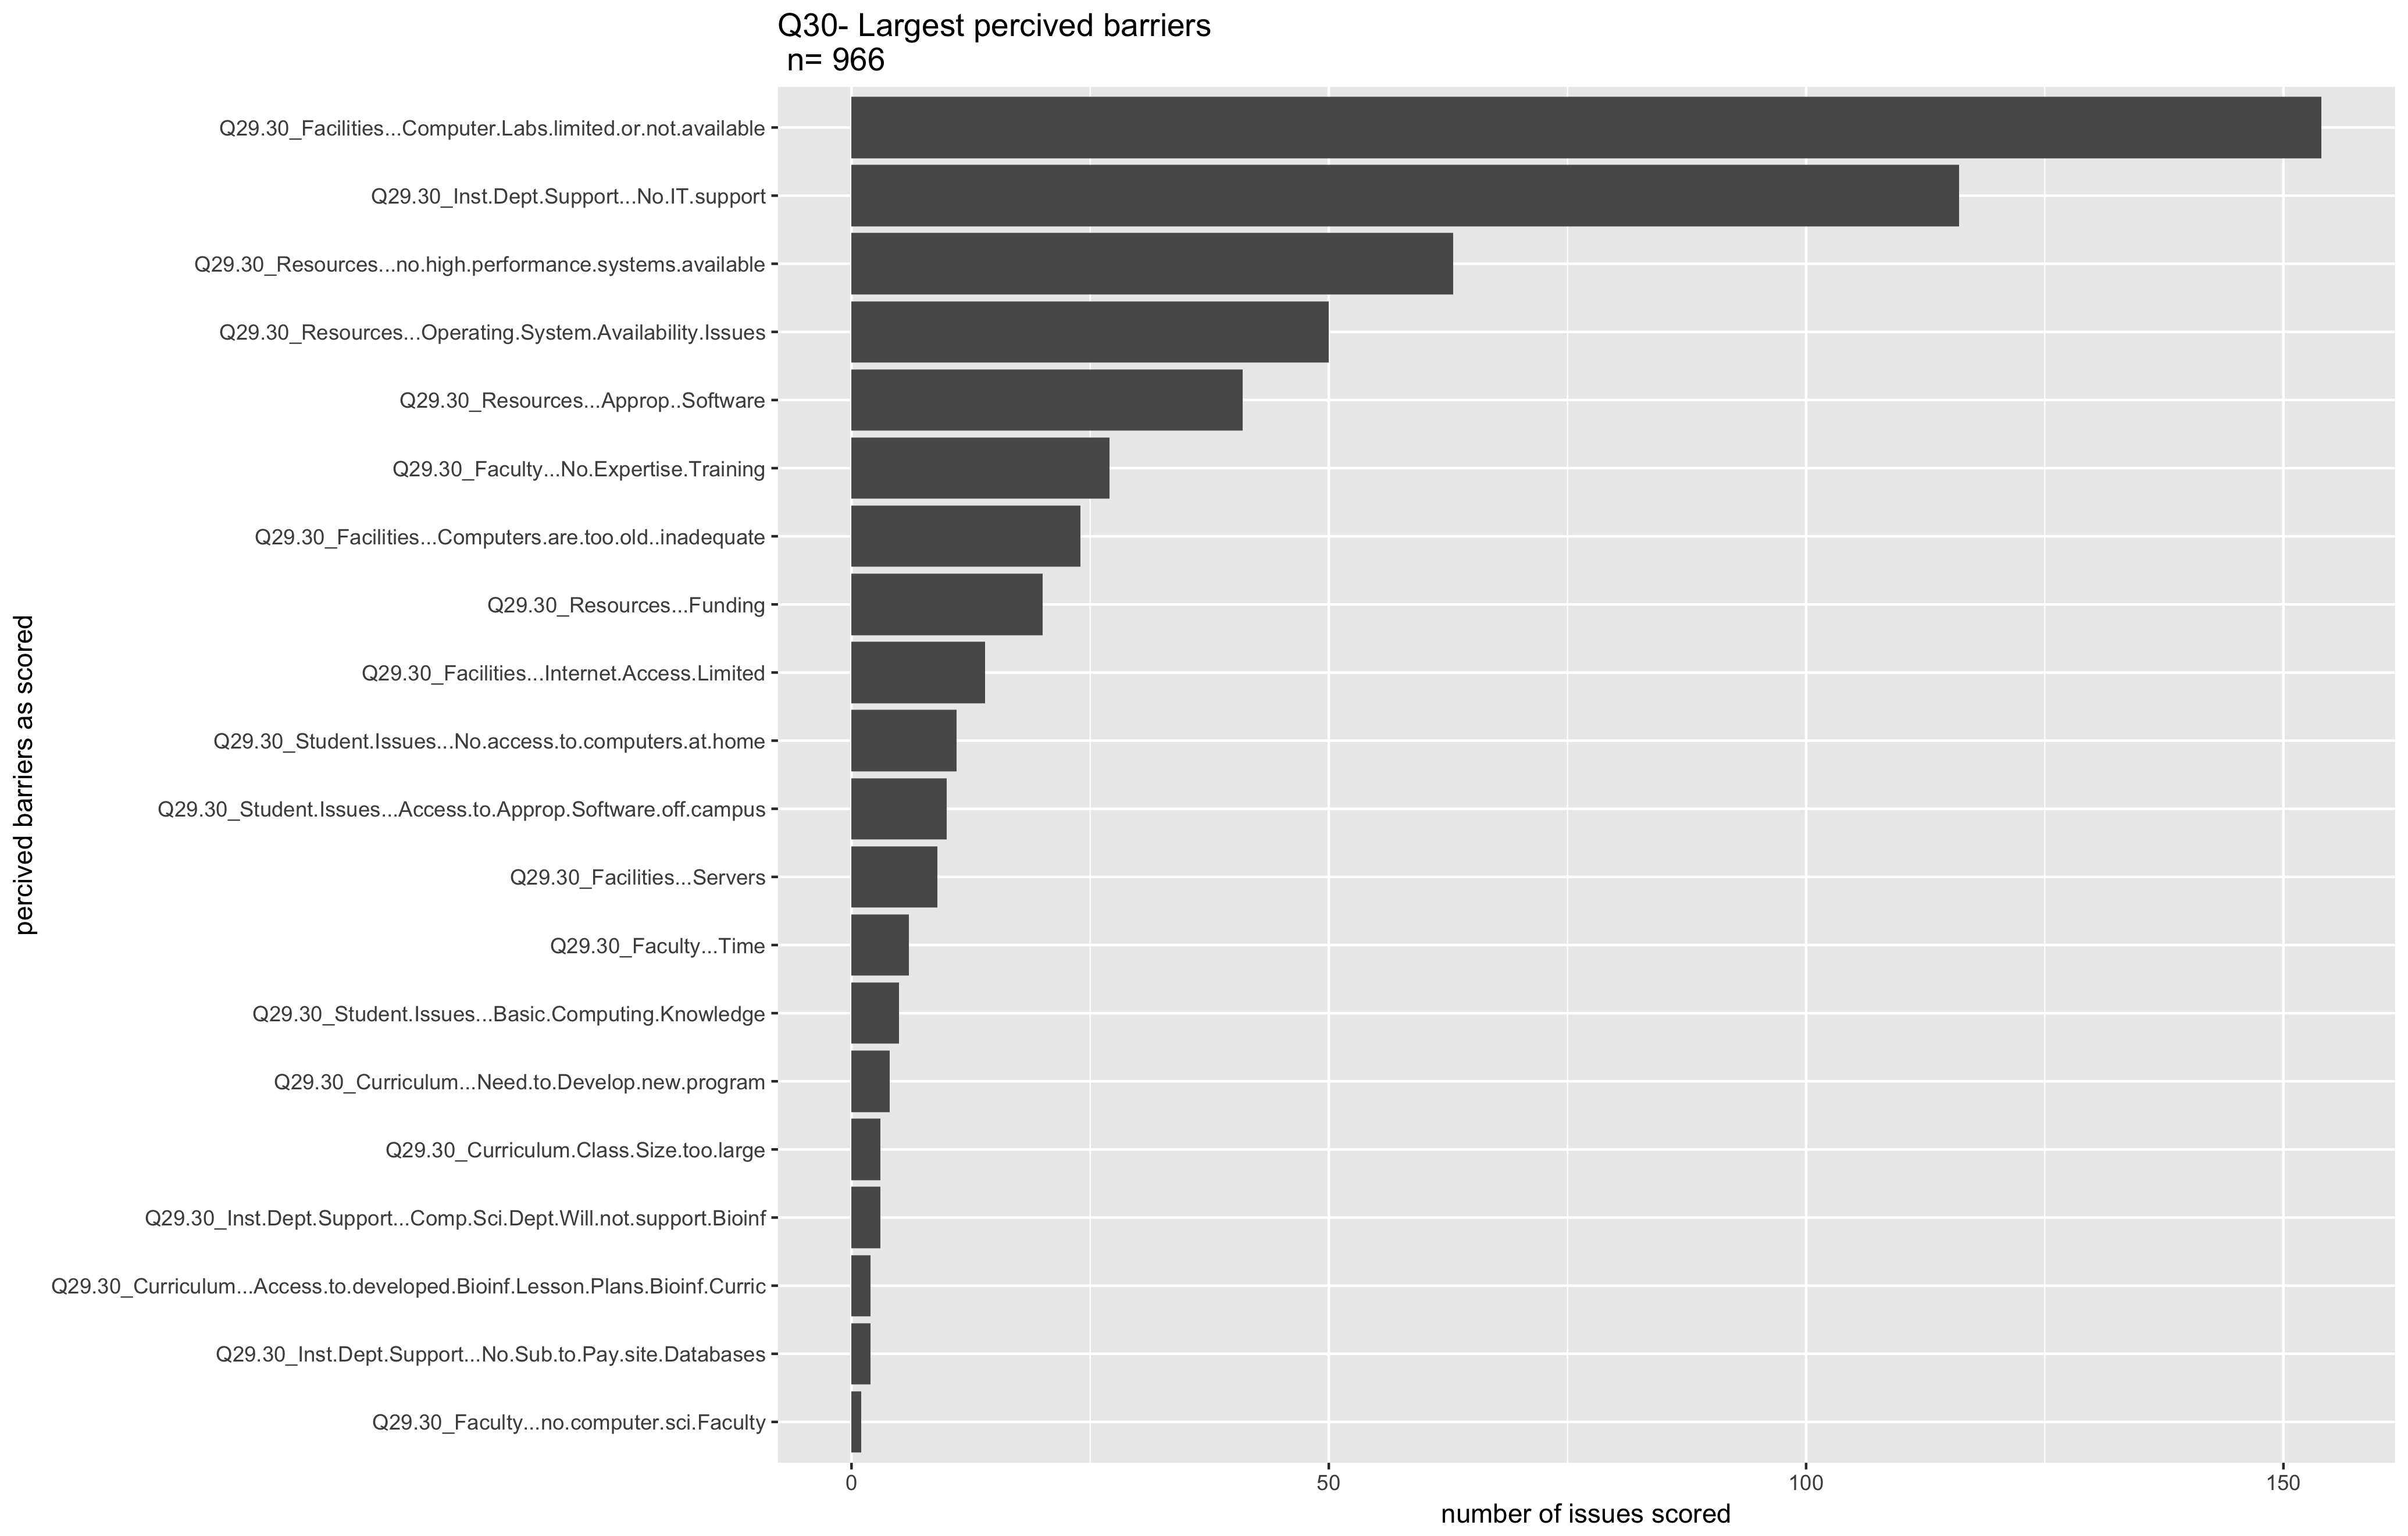 Q30- Largest percived barriers
n= 966
percived barriers as scored
Q29.30_Facilities...Computer.Labs.limited.or.not.available
Q29.30_Inst.Dept.Support...No.IT.support
Q29.30_Resources...no.high.performance.systems.available
Q29.30_Resources...Operating.System.Availability.Issues
Q29.30_Resources...Approp..Software
Q29.30_Faculty...No.Expertise.Training
Q29.30_Facilities...Computers.are.too.old..inadequate
Q29.30_Resources...Funding
Q29.30_Facilities...Internet.Access.Limited
Q29.30_Student.Issues...No.access.to.computers.at.home
Q29.30_Student.Issues...Access.to.Approp.Software.off.campus
Q29.30_Facilities...Servers
Q29.30_Faculty...Time
Q29.30_Student.Issues...Basic.Computing.Knowledge
Q29.30_Curriculum...Need.to.Develop.new.program
Q29.30_Curriculum.Class.Size.too.large
Q29.30_Inst.Dept.Support...Comp.Sci.Dept.Will.not.support.Bioinf
Q29.30_Curriculum...Access.to.developed.Bioinf.Lesson.Plans.Bioinf.Curric
Q29.30_Inst.Dept.Support...No.Sub.to.Pay.site.Databases
Q29.30_Faculty...no.computer.sci.Faculty
0 50 100 150
number of issues scored